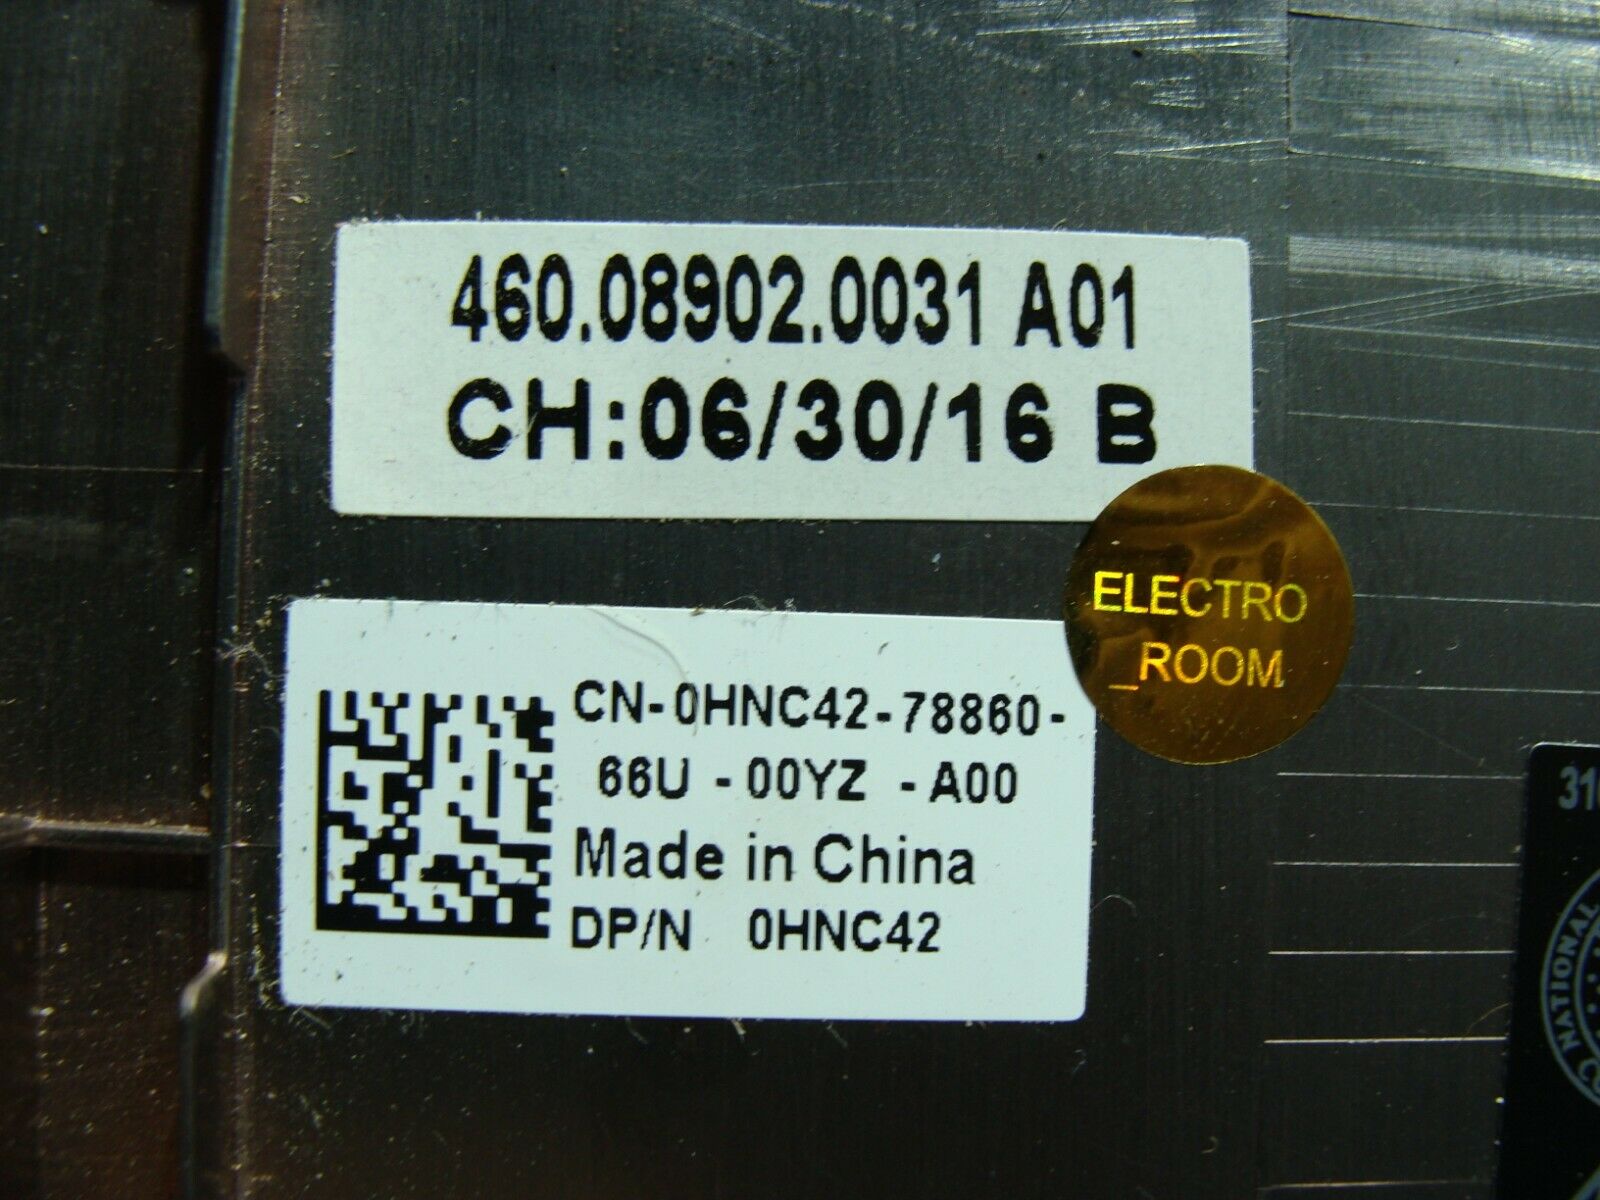 460.08902.0031 A01
CH:06/30/16 B
ELECTRO
_ROOM
CN-0HNC42-78860-
66U -00YZ -A00
Made in China
DP/N 0HNC42
NATIONAL